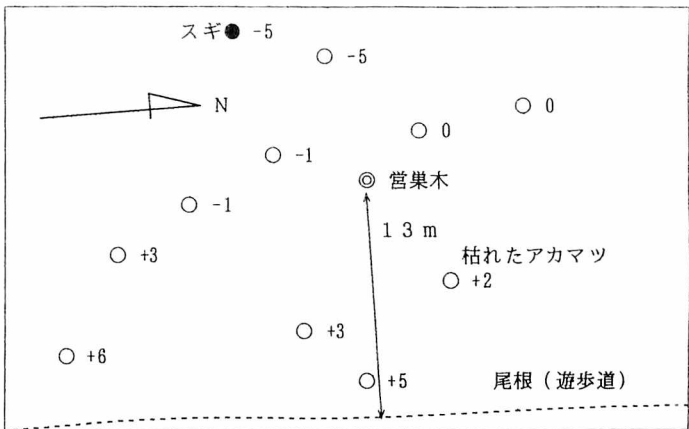 スギ● -5
○ -5
N
○ 0
○ 0
○ -1
◎ 営巣木
○ -1
13m
○ +3
枯れたアカマツ
○ +2
○ +3
○ +6
○ +5
尾根(遊歩道)